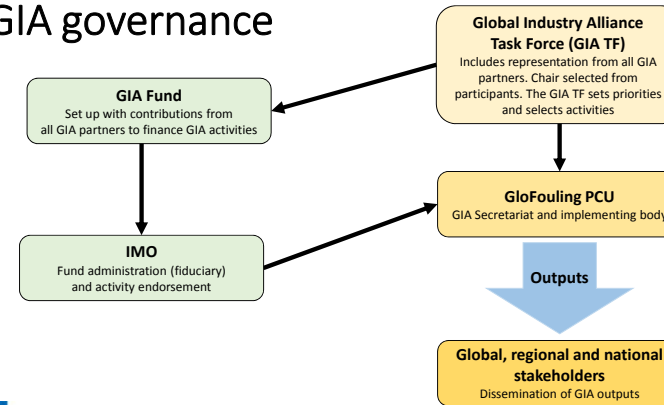 GIA governance
Global Industry Alliance
Task Force (GIA TF)
Includes representation from all GIA
partners. Chair selected from
participants. The GIA TF sets priorities
and selects activities
GIA Fund
Set up with contributions from
all GIA partners to finance GIA activities
GloFouling PCU
GIA Secretariat and implementing body
IMO
Fund administration (fiduciary)
and activity endorsement
Outputs
Global, regional and national
stakeholders
Dissemination of GIA outputs